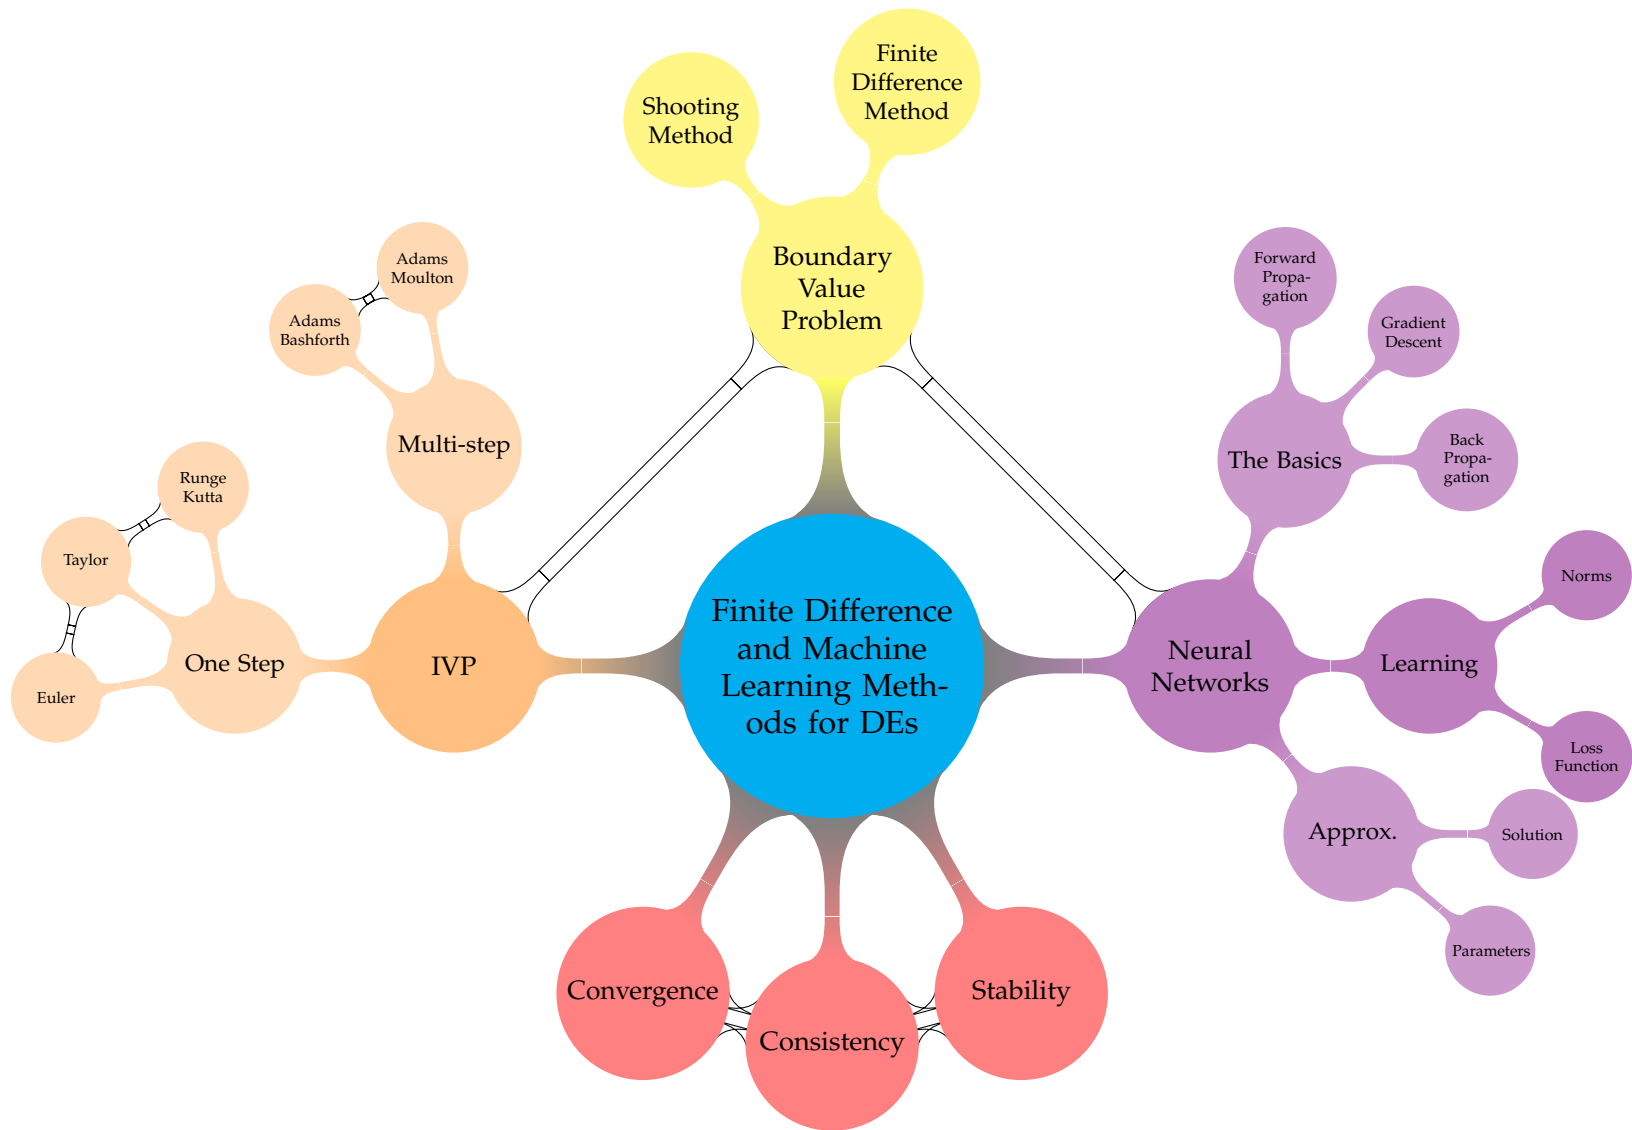 Finite
Difference
Method
Shooting
Method
Boundary
Value
Problem
Adams
Moulton
Adams
Bashforth
Multi-step
Runge
Kutta
Taylor
Euler
One Step
IVP
Finite Difference
and Machine
Learning Meth-
ods for DEs
Forward
Propa-
gation
Gradient
Descent
Back
Propa-
gation
The Basics
Neural
Networks
Learning
Norms
Loss
Function
Approx.
Solution
Parameters
Convergence
Consistency
Stability